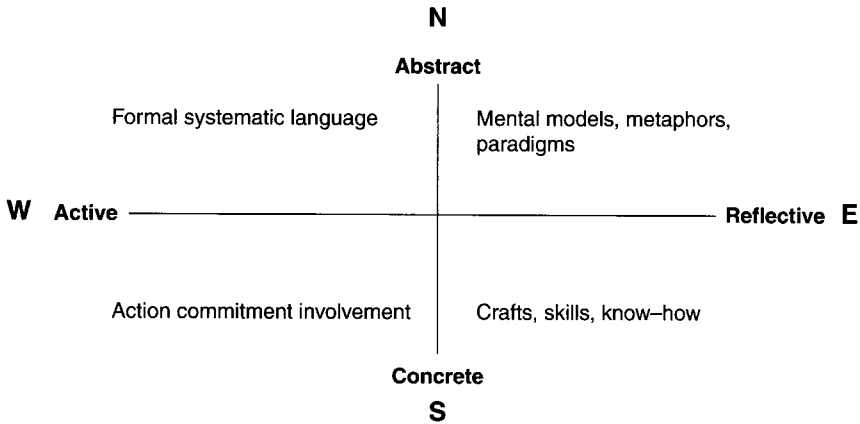 N
Abstract
Formal systematic language
Mental models, metaphors,
paradigms
W Active
Reflective E
Action commitment involvement
Crafts, skills, know–how
Concrete
S